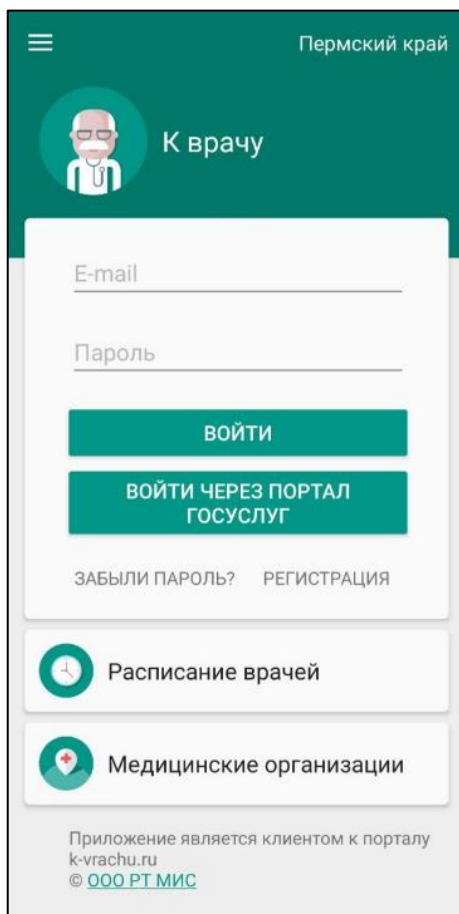 Пермский край
К врачу
E-mail
Пароль
ВОЙТИ
ВОЙТИ ЧЕРЕЗ ПОРТАЛ
ГОСУСЛУГ
ЗАБЫЛИ ПАРОЛЬ? РЕГИСТРАЦИЯ
Расписание врачей
Медицинские организации
Приложение является клиентом к порталу
k-vrachu.ru
© ООО РТ МИС